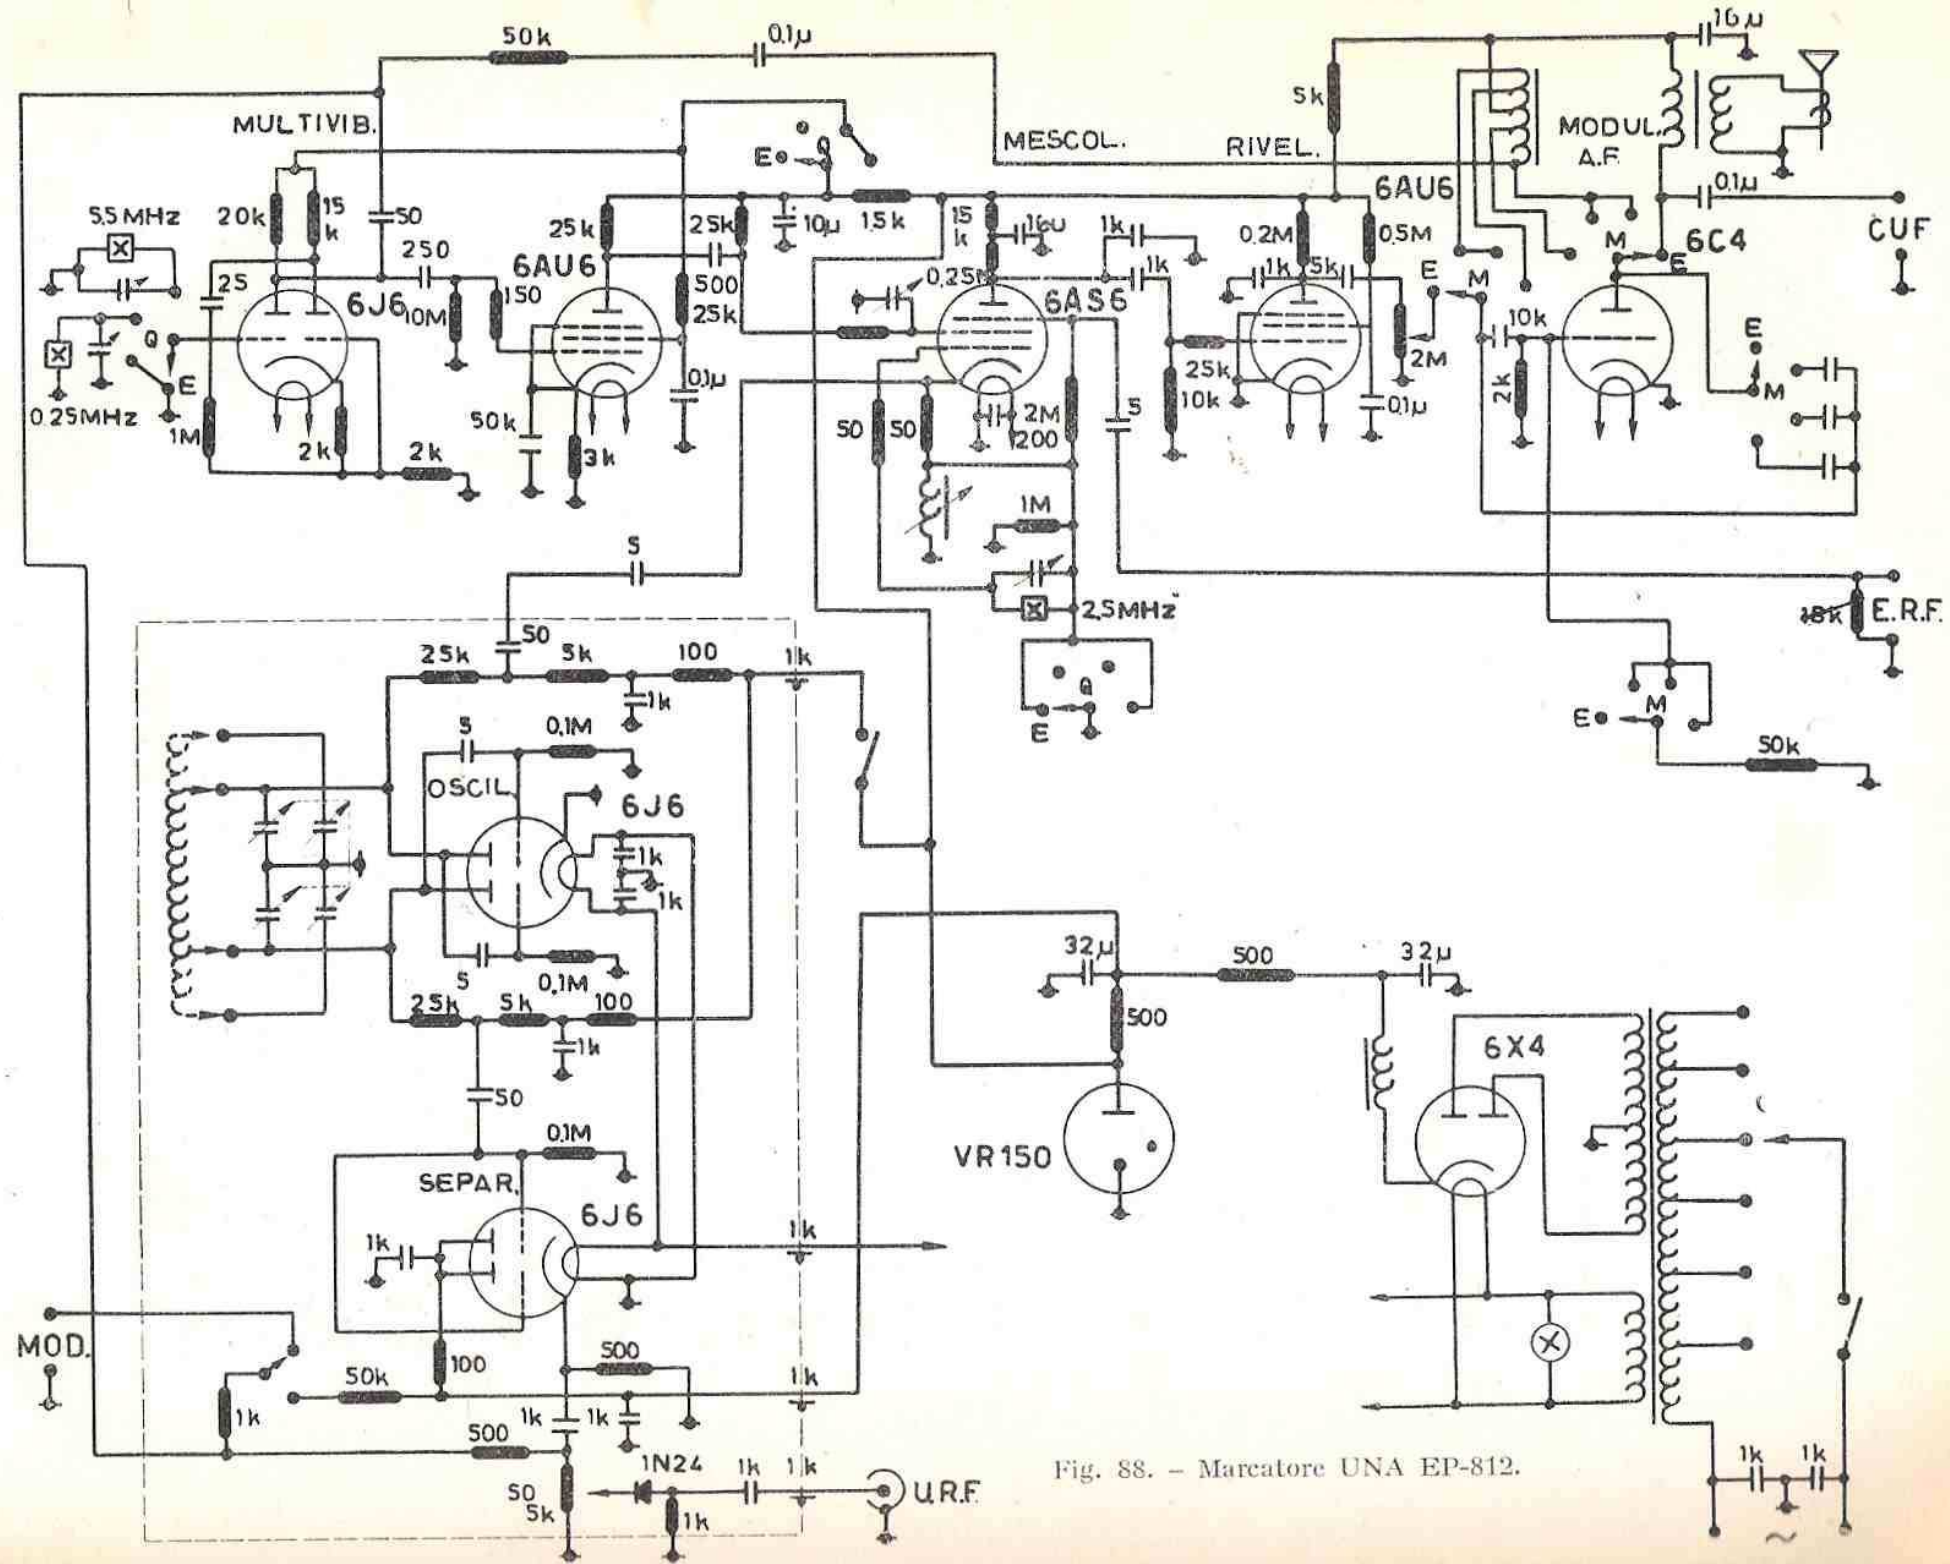 50k
0.1µ
16µ
5k
MULTIVIB.
MESCOL.
RIVEL.
MODUL.
A.F.
E
Q
6AU6
0.1µ
5.5 MHz
20k
15
k
50
25k
25k
10µ
1.5k
15
k
16µ
1k
0.2M
0.5M
M
6C4
CUF
250
6AU6
500
1k
1k
5k
E
M
E
25
6J6
10M
150
25k
0.25
6AS6
10k
Q
E
0.25MHz
1M
2k
2k
50k
3k
0.1µ
50
50
2M
200
5
25k
10k
2M
0.1µ
2k
E
M
1M
5
2.5MHz
1.8k
E.R.F.
50
25k
5k
100
1k
1k
Q
E
M
E
50k
5
0.1M
OSCIL.
6J6
1k
1k
5
0.1M
25k
5k
100
1k
32µ
500
32µ
500
6X4
50
0.1M
VR150
SEPAR.
6J6
1k
1k
MOD.
100
500
50k
1k
1k
1k
1k
500
1N24
1k
1k
50
5k
1k
U.R.F.
1k
1k
Fig. 88. – Marcatore UNA EP-812.
~